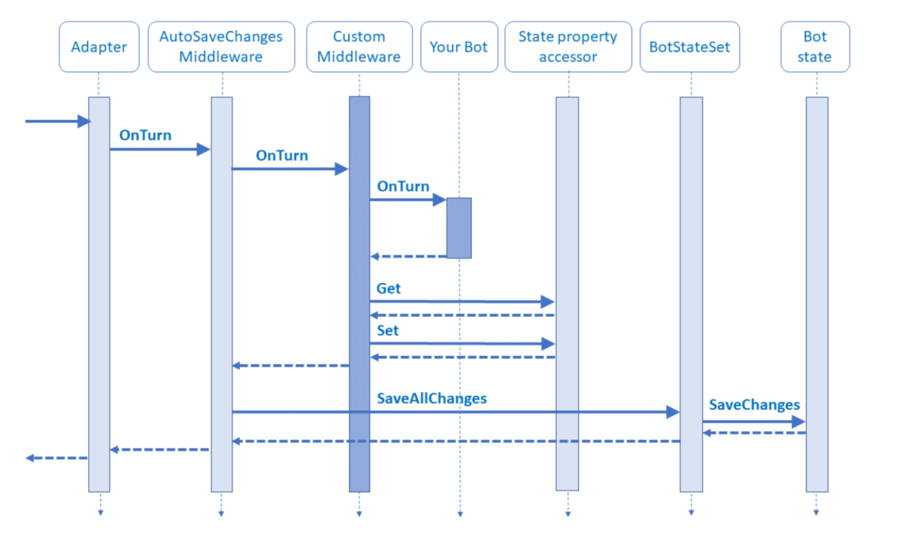 Adapter
AutoSaveChanges
Middleware
Custom
Middleware
Your Bot
State property
accessor
BotStateSet
Bot
state
OnTurn
OnTurn
OnTurn
Get
Set
SaveAllChanges
SaveChanges